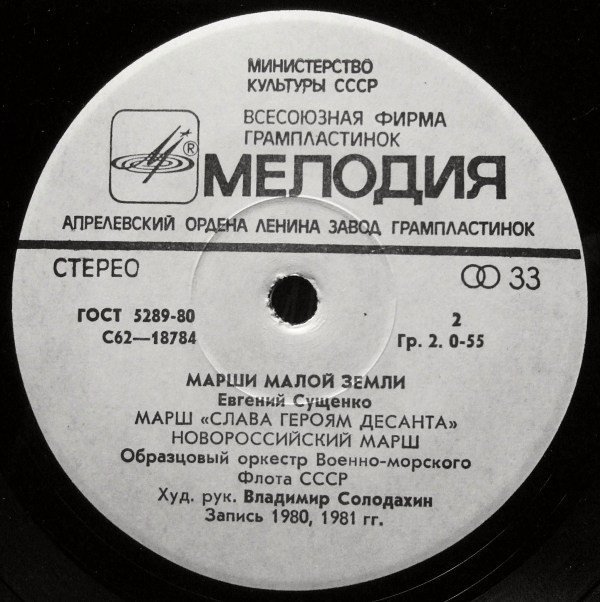 МИНИСТЕРСТВО
КУЛЬТУРЫ СССР
ВСЕСОЮЗНАЯ ФИРМА
ГРАМПЛАСТИНОК
®
МЕЛОДИЯ
АПРЕЛЕВСКИЙ ОРДЕНА ЛЕНИНА ЗАВОД ГРАМПЛАСТИНОК
СТЕРЕО
33
ГОСТ 5289-80
2
С62—18784
Гр. 2. 0-55
МАРШИ МАЛОЙ ЗЕМЛИ
Евгений Сущенко
МАРШ «СЛАВА ГЕРОЯМ ДЕСАНТА»
НОВОРОССИЙСКИЙ МАРШ
Образцовый оркестр Военно-морского
Флота СССР
Худ. рук. Владимир Солодахин
Запись 1980, 1981 гг.